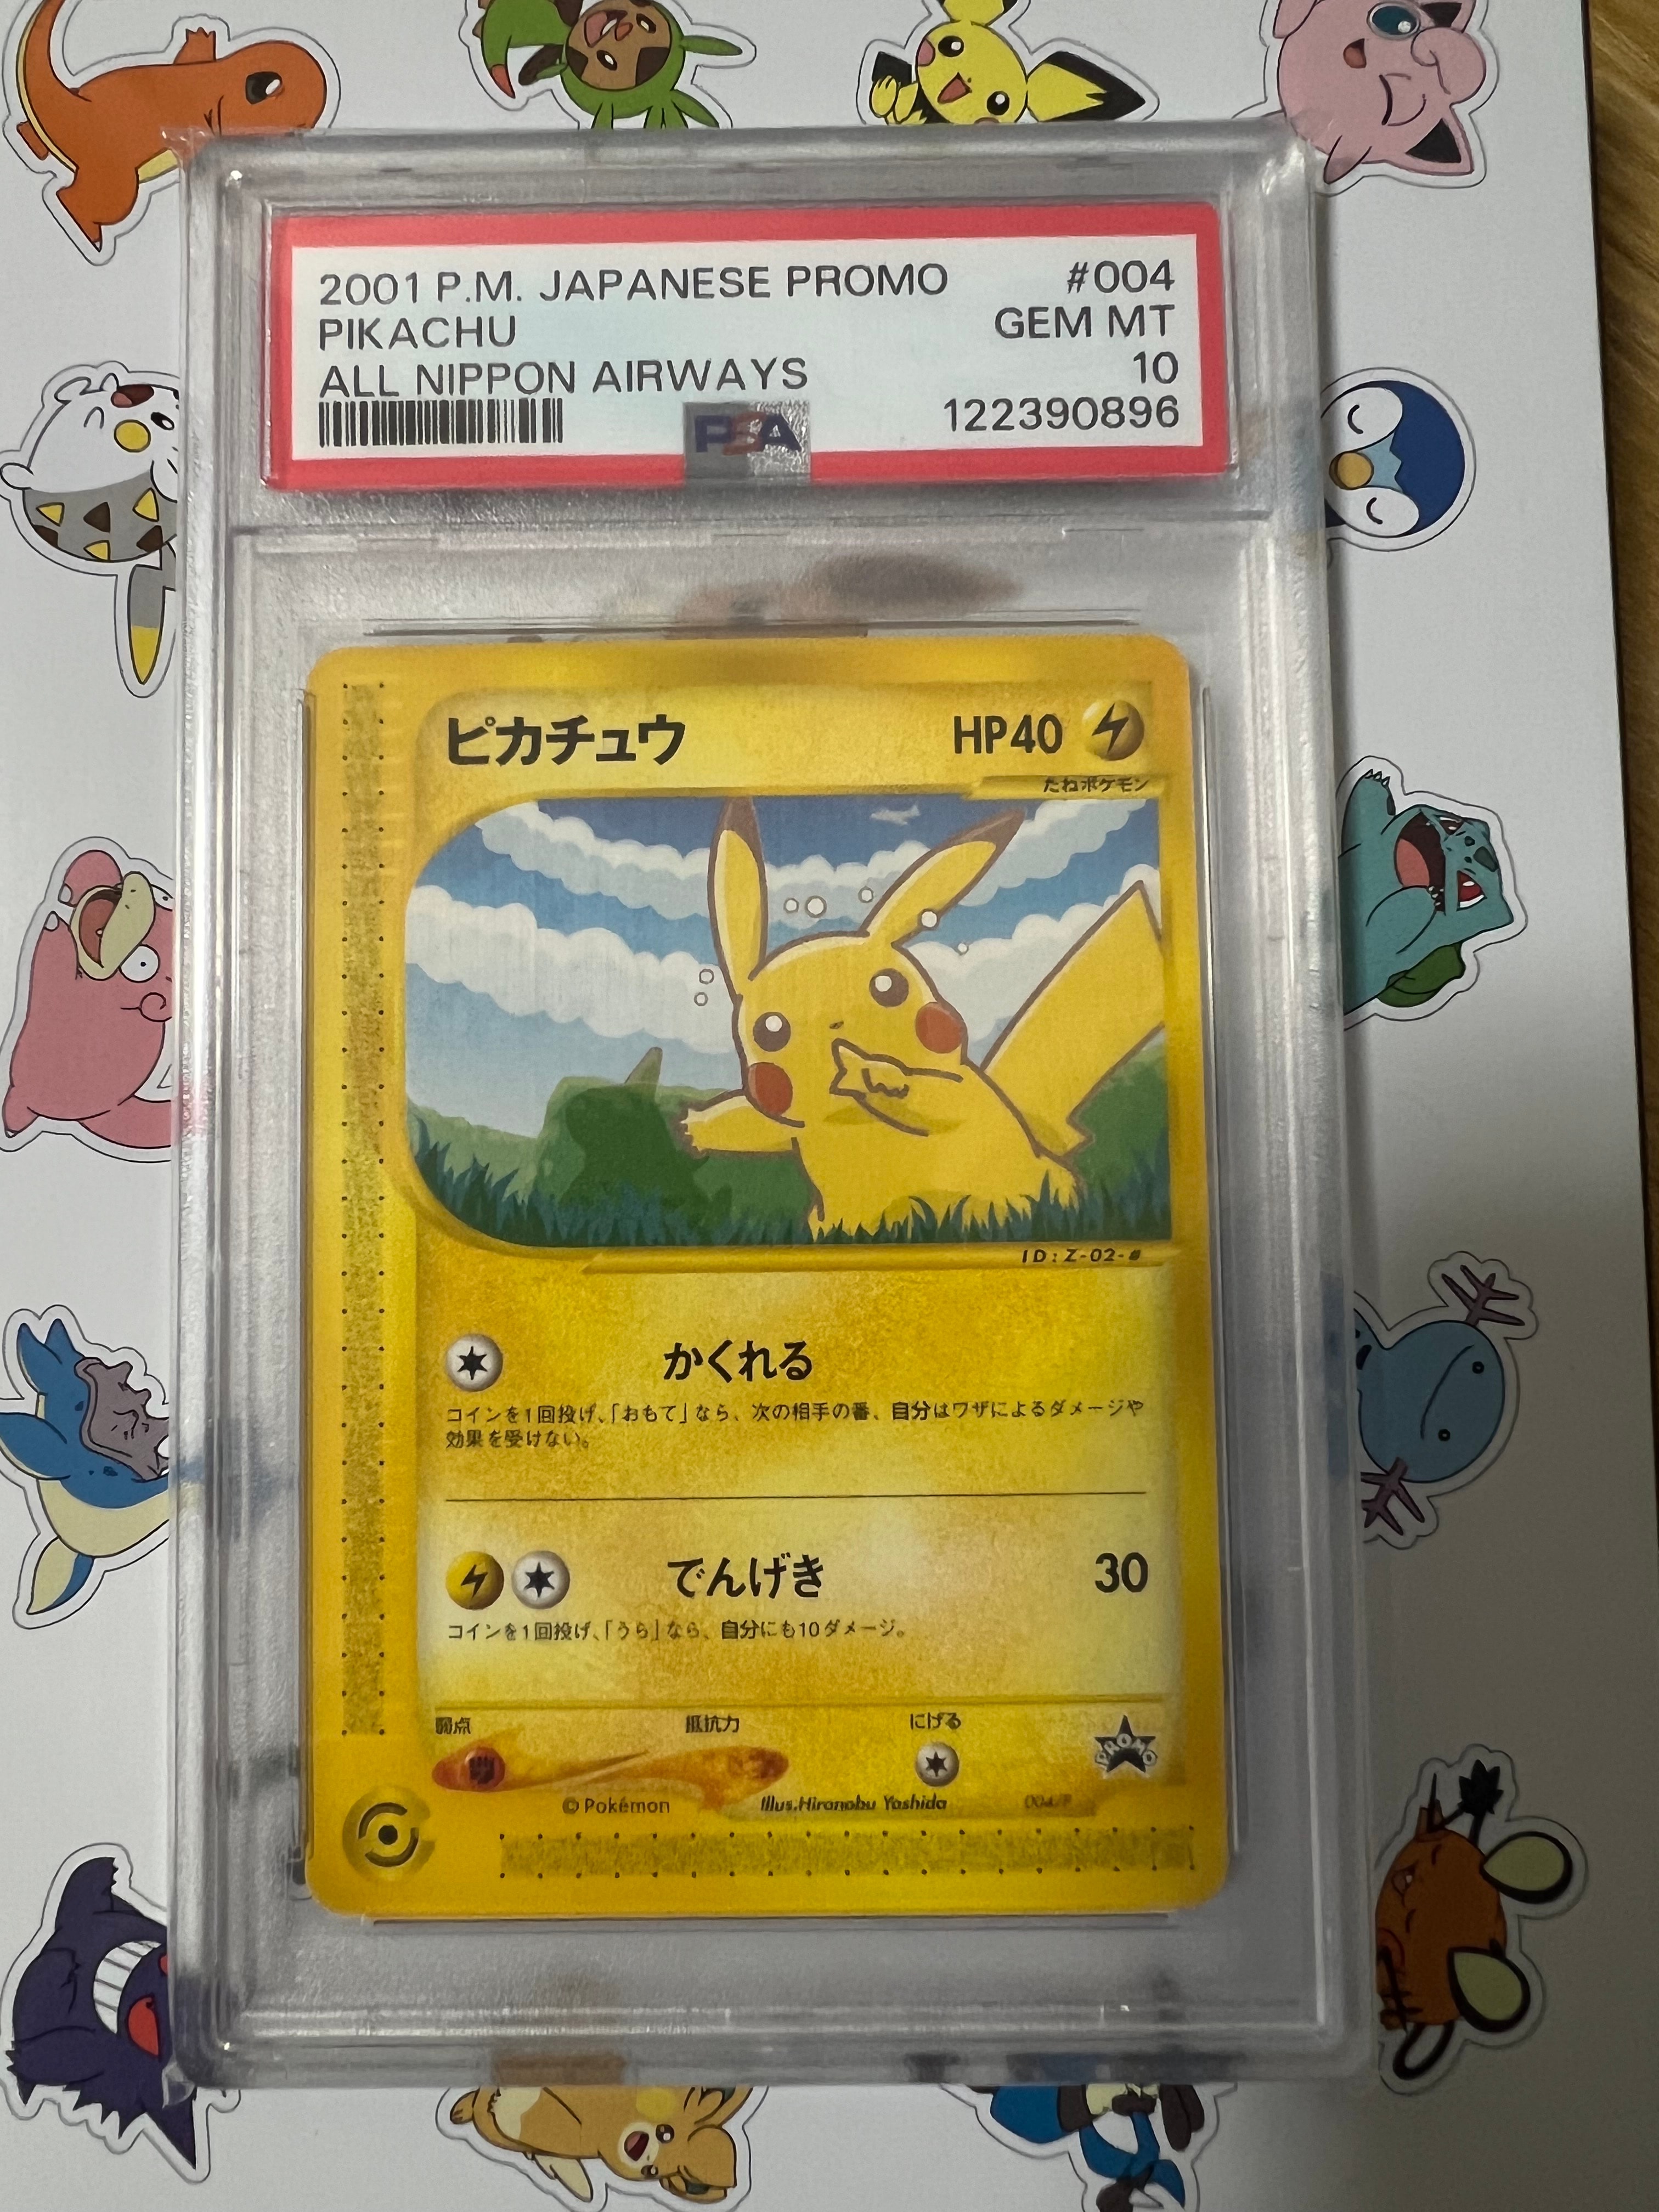 2001 P.M. JAPANESE PROMO #004
PIKACHU GEM MT
ALL NIPPON AIRWAYS 10
122390896
PSA
ピカチュウ HP40
たねポケモン
ID:Z-02-#
かくれる
コインを1回投げ、「おもて」なら、次の相手の番、自分はワザによるダメージや
効果を受けない。
でんげき 30
コインを1回投げ、「うら」なら、自分にも10ダメージ。
弱点 抵抗力 にげる
PROMO
©Pokémon Illus.Hironobu Yoshida 004/P